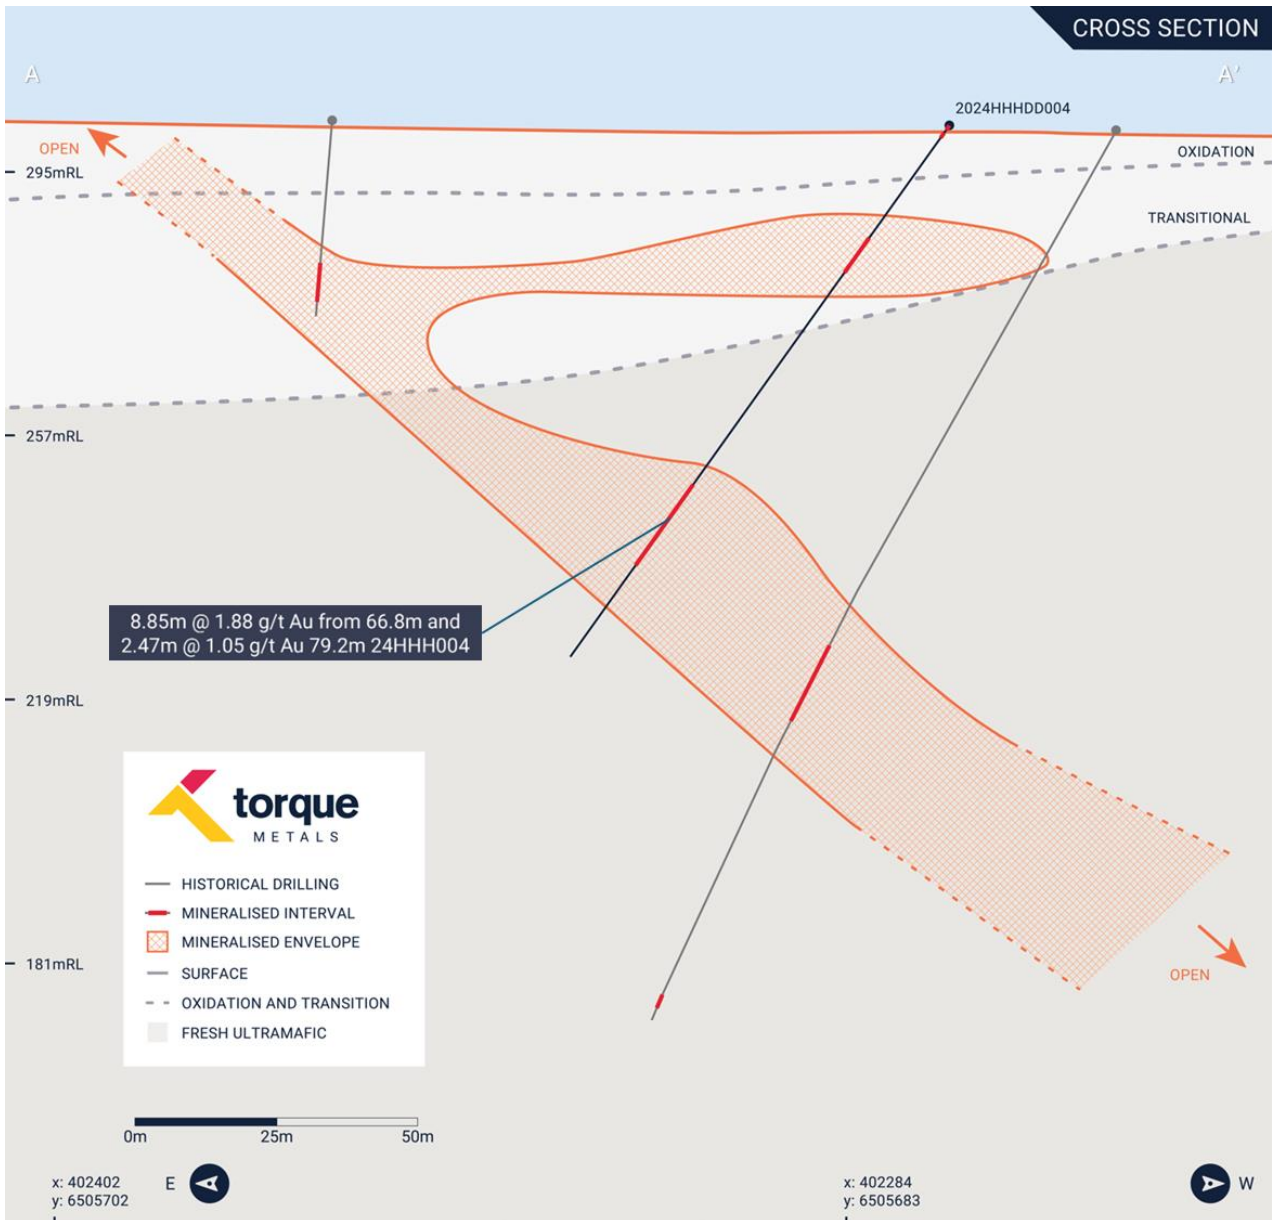 CROSS SECTION
A
A'
2024HHHDD004
OPEN
OXIDATION
295mRL
TRANSITIONAL
257mRL
8.85m @ 1.88 g/t Au from 66.8m and
2.47m @ 1.05 g/t Au 79.2m 24HHH004
219mRL
torque
METALS
HISTORICAL DRILLING
MINERALISED INTERVAL
MINERALISED ENVELOPE
SURFACE
OXIDATION AND TRANSITION
FRESH ULTRAMAFIC
181mRL
OPEN
0m 25m 50m
x: 402402
y: 6505702
E
x: 402284
y: 6505683
W